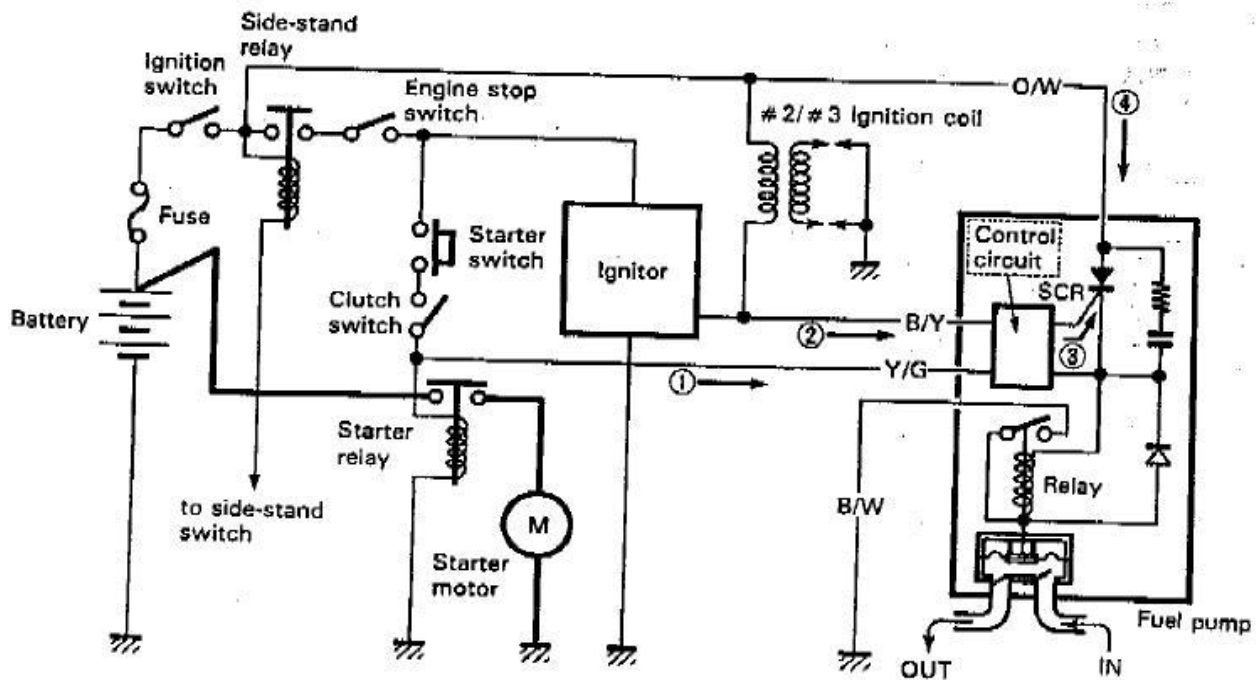 Side-stand
relay
Ignition
switch
Engine stop
switch
O/W
④
#2/#3 Ignition coil
Fuse
Starter
switch
Ignitor
Control
circuit
SCR
Clutch
switch
Battery
②
B/Y
③
①
Y/G
Starter
relay
Relay
to side-stand
switch
B/W
M
Starter
motor
Fuel pump
OUT
IN